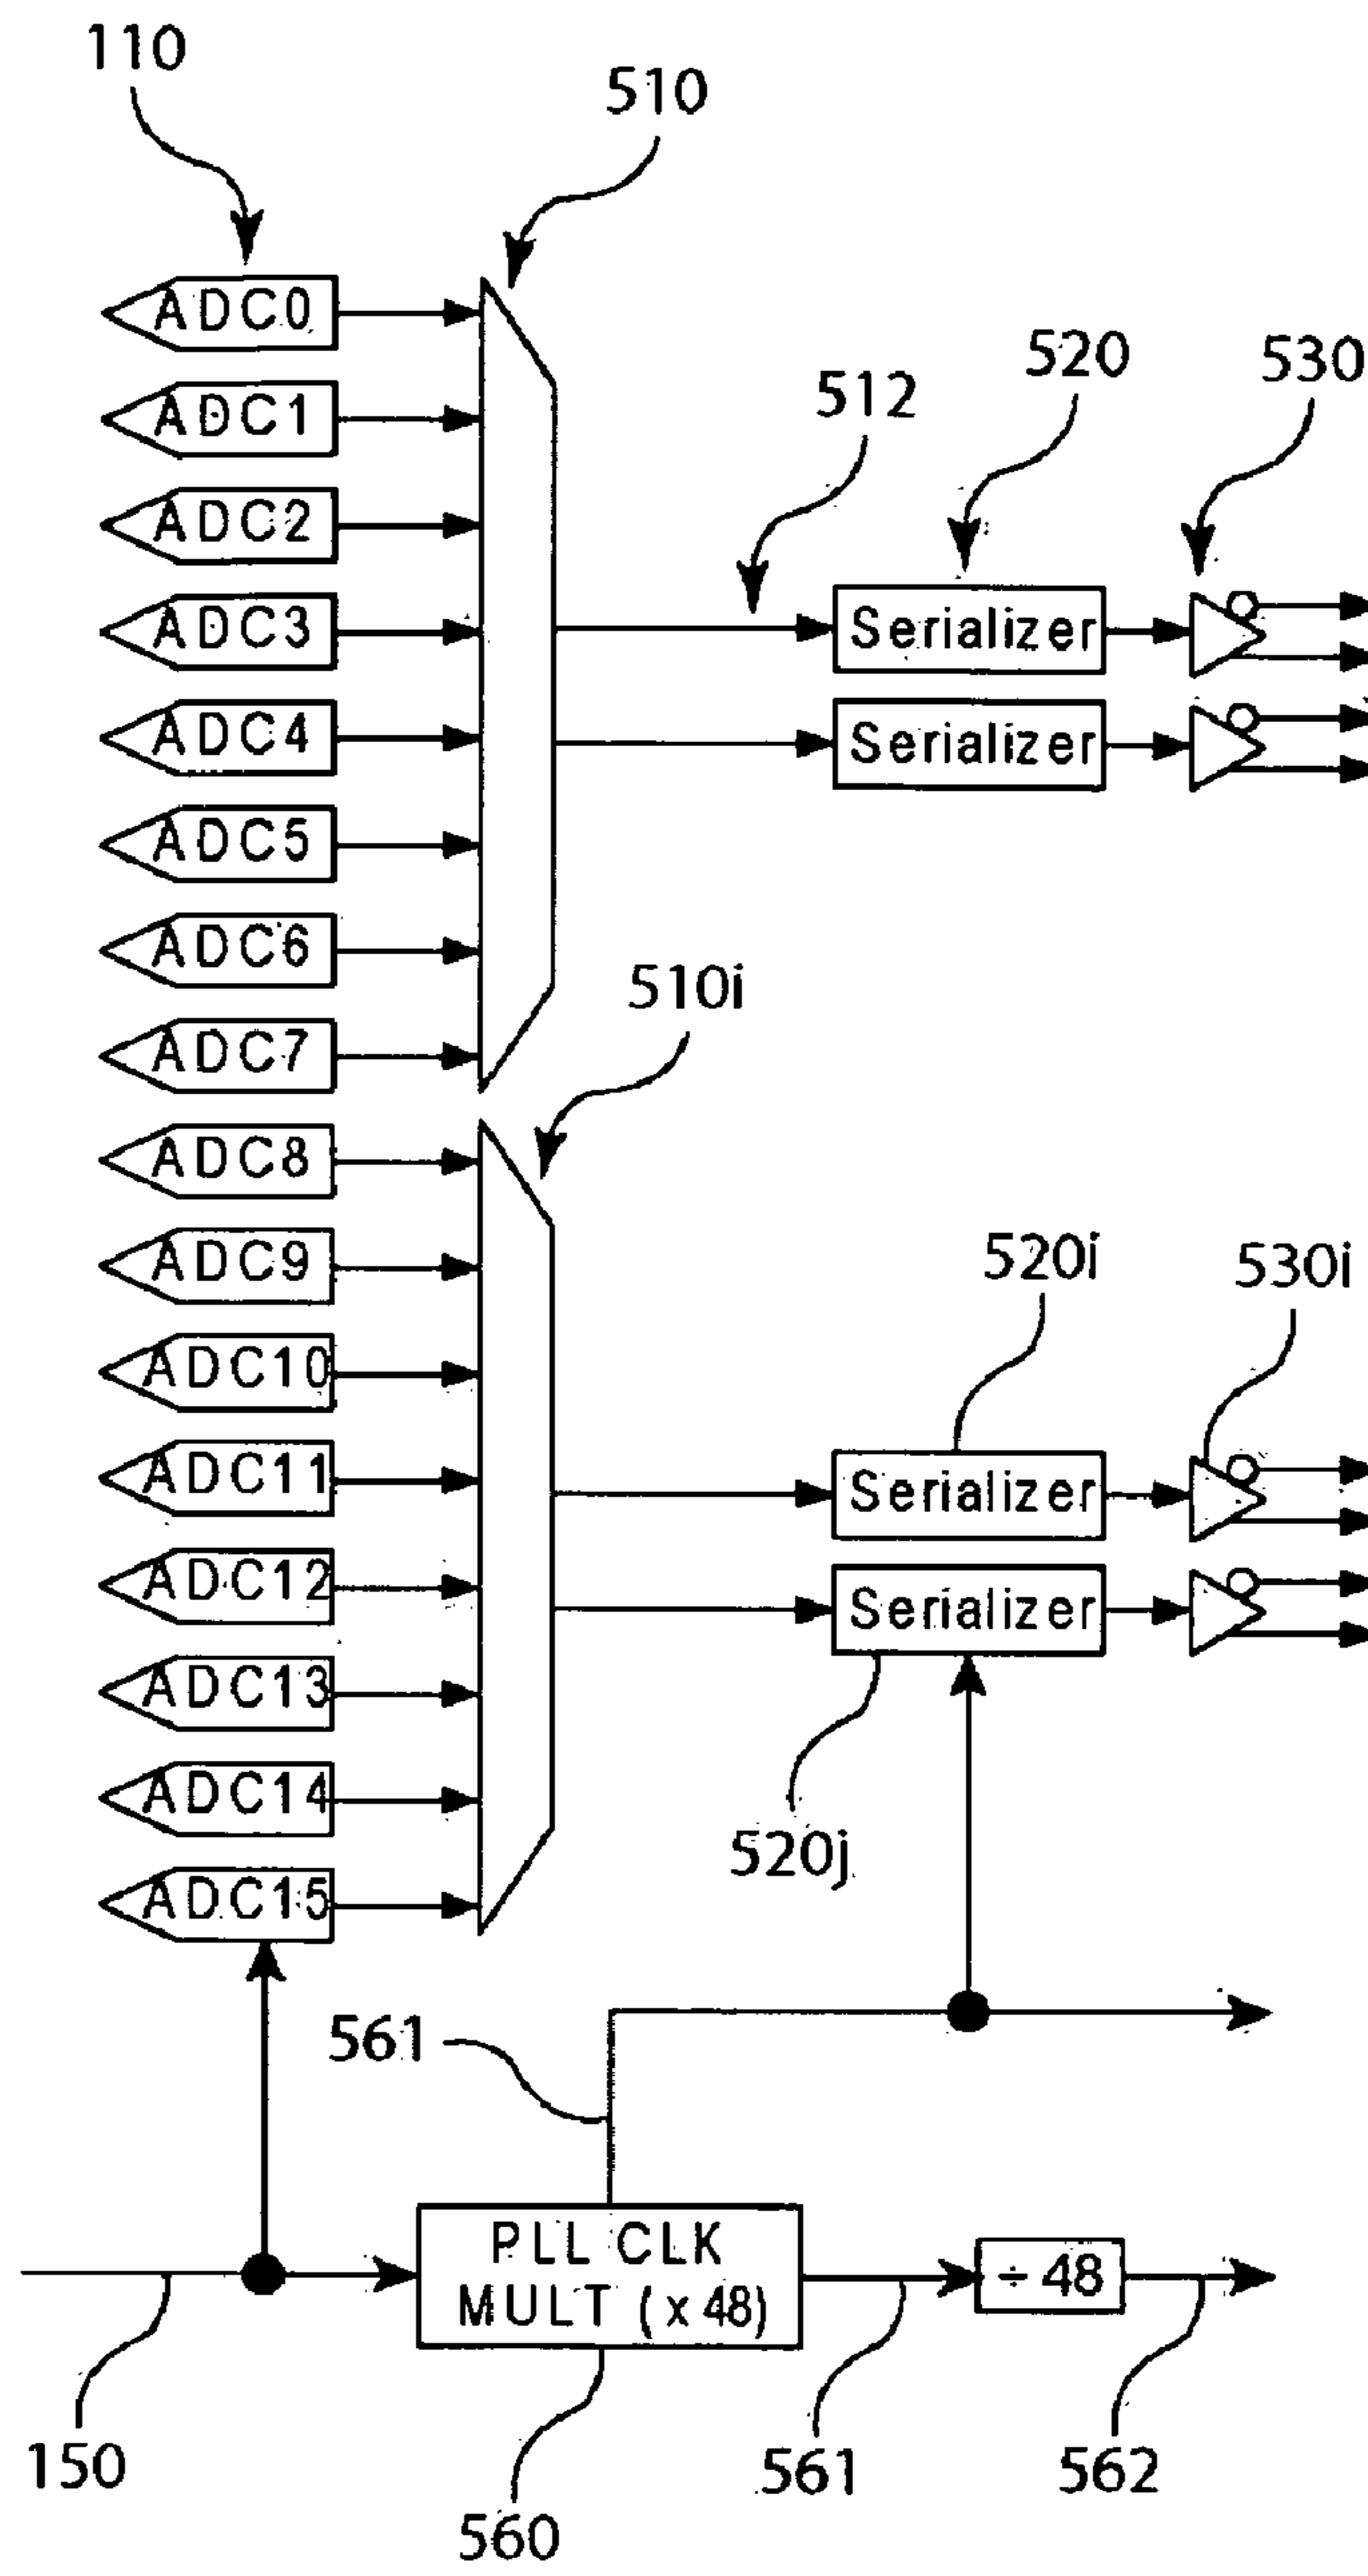 110
510
ADC0
520
530
512
ADC1
ADC2
ADC3
Serializer
ADC4
Serializer
ADC5
ADC6
510i
ADC7
ADC8
520i
530i
ADC9
ADC10
ADC11
Serializer
ADC12
Serializer
ADC13
ADC14
520j
ADC15
561
PLL CLK
MULT (x 48)
÷ 48
150
560
561
562